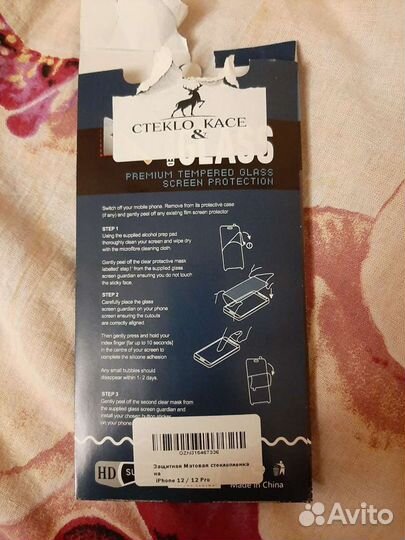 CTEKLO KACE
&
GLASS
PREMIUM TEMPERED GLASS
SCREEN PROTECTION
Switch off your mobile phone. Remove from its protective case
(if any) and gently peel off any existing film screen protector
STEP 1
Using the supplied alcohol prep pad
thoroughly clean your screen and wipe dry
with the microfibre cleaning cloth.
Gently peel off the clear protective mask
labelled 'step1' from the supplied glass
screen guardian ensuring you do not touch
the sticky face.
STEP 2
Carefully place the glass
screen guardian on your phone
screen ensuring the cutouts
are correctly aligned
Then gently press and hold your
index finger (for up to 10 seconds)
in the centre of your screen to
complete the silicone adhesion
Any small bubbles should
disappear within 1-2 days.
STEP 3
Gently peel off the second clear mask from
the supplied glass screen guardian and
install your chosen button sticker
on your phone
HD
Защитная Матовая стеклопленка
на
iPhone 12 / 12 Pro
Made in China
Avito